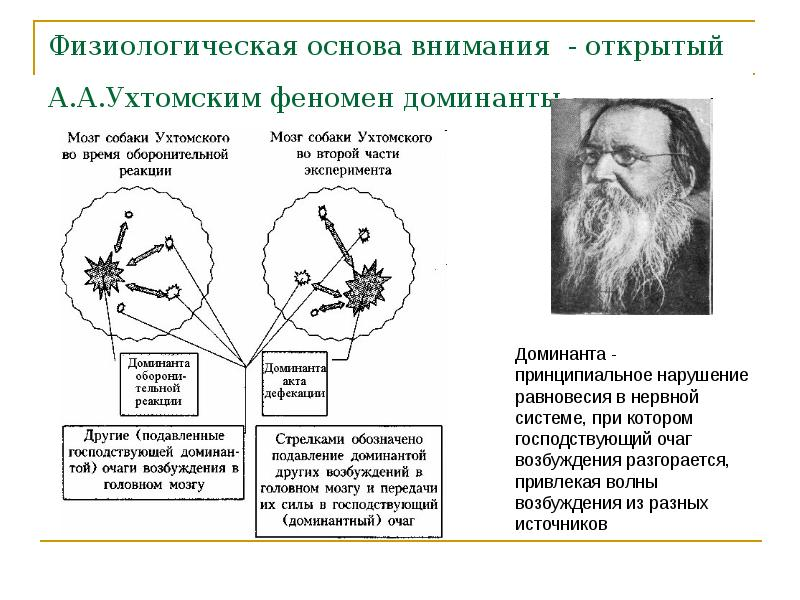 Физиологическая основа внимания - открытый
А.А.Ухтомским феномен доминанты
Мозг собаки Ухтомского
во время оборонительной
реакции
Мозг собаки Ухтомского
во второй части
эксперимента
Доминанта
оборони-
тельной
реакции
Доминанта
акта
дефекации
Другие (подавленные
господствующей доминан-
той) очаги возбуждения в
головном мозгу
Стрелками обозначено
подавление доминантой
других возбуждений в
головном мозгу и передачи
их силы в господствующий
(доминантный) очаг
Доминанта -
принципиальное нарушение
равновесия в нервной
системе, при котором
господствующий очаг
возбуждения разгорается,
привлекая волны
возбуждения из разных
источников